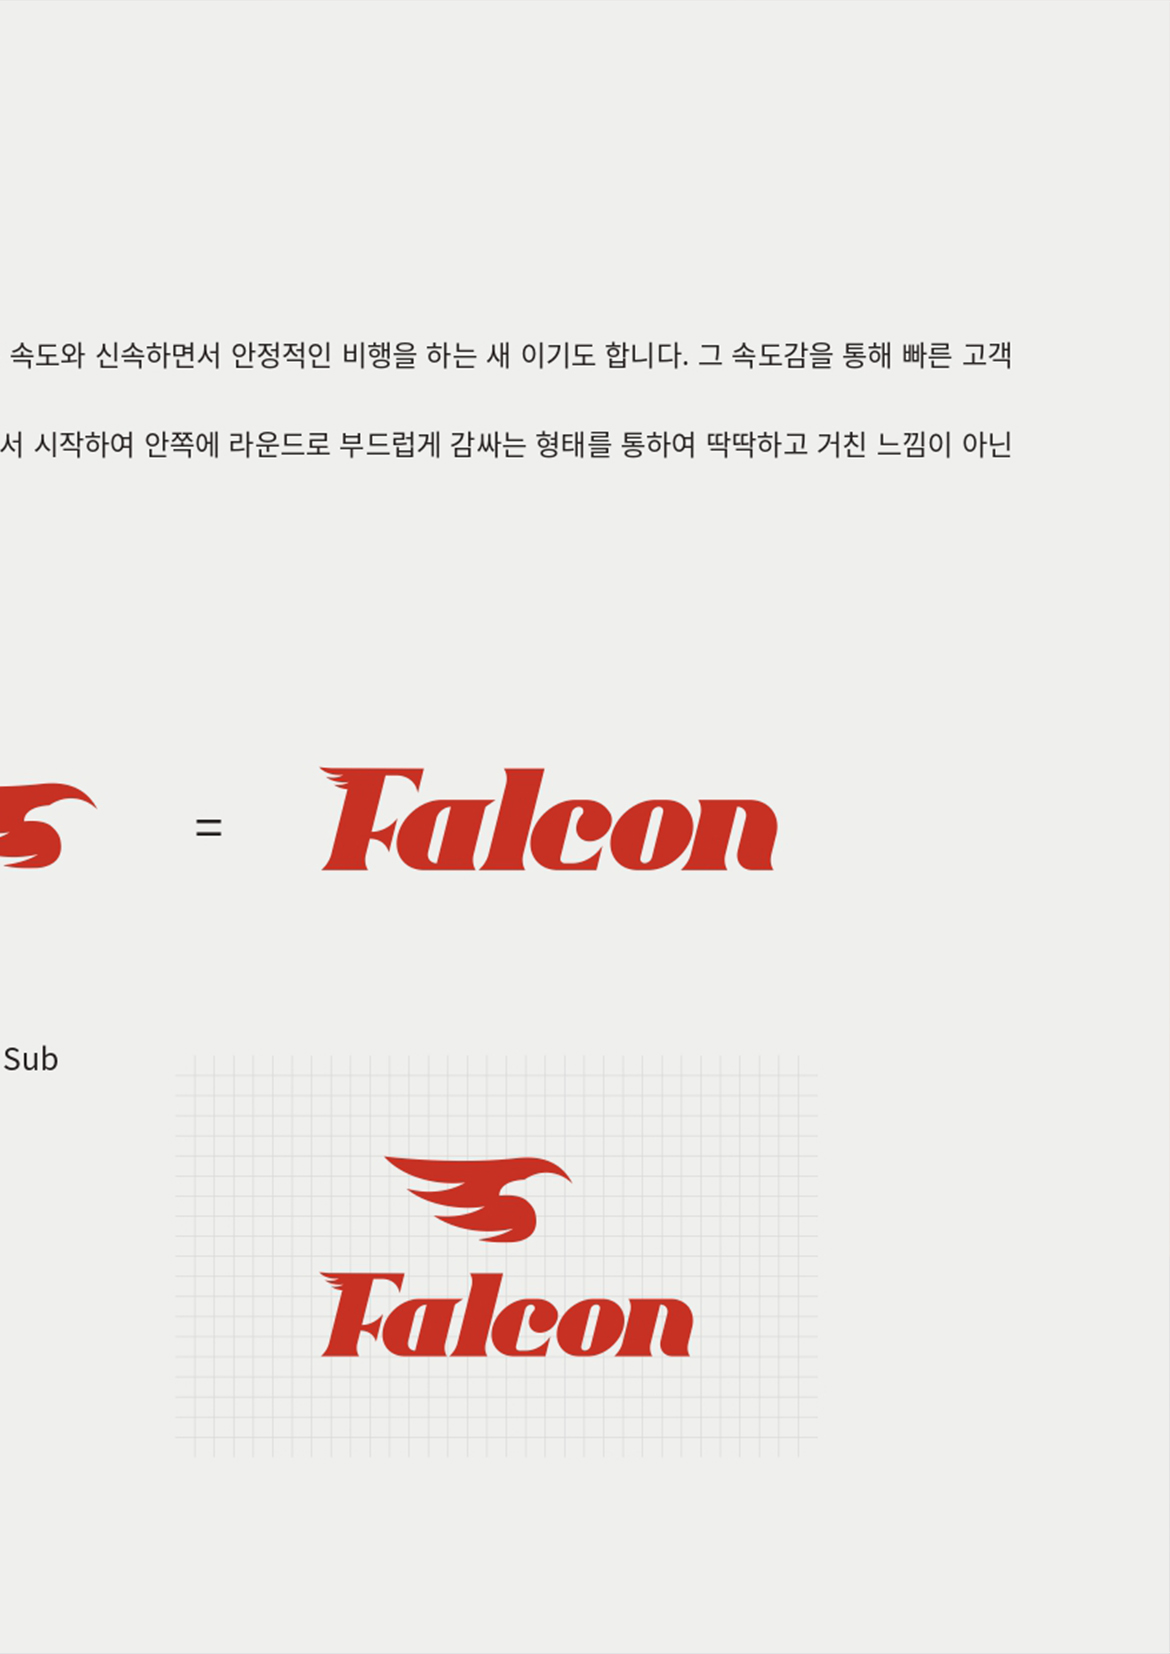 속도와 신속하면서 안정적인 비행을 하는 새 이기도 합니다. 그 속도감을 통해 빠른 고객
서 시작하여 안쪽에 라운드로 부드럽게 감싸는 형태를 통하여 딱딱하고 거친 느낌이 아닌
= Falcon
Sub
Falcon